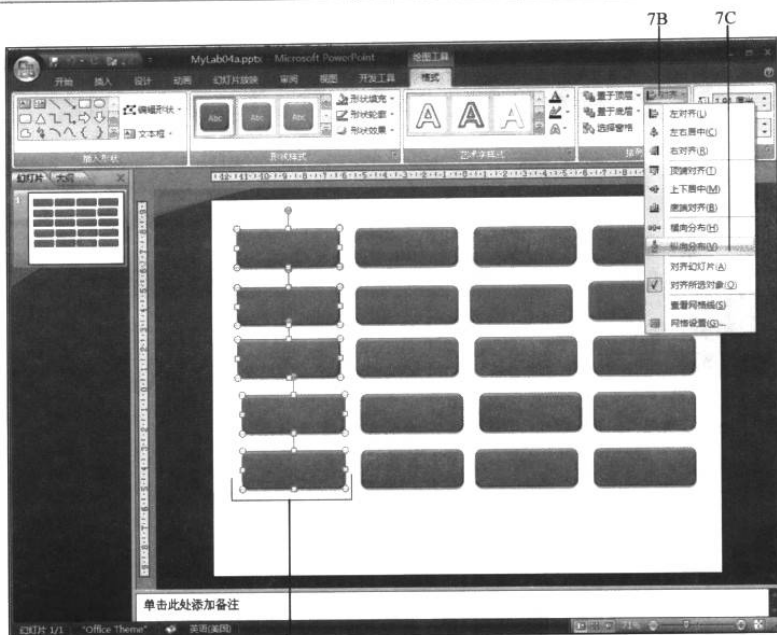 7B 7C
MyLab04a.pptx - Microsoft PowerPoint 绘图工具
开始 插入 设计 动画 幻灯片放映 审阅 视图 开发工具 格式
编辑形状 文本框
Abc Abc Abc
形状填充
形状轮廓
形状效果
A A A
置于顶层
置于底层
选择窗格
对齐
插入形状 形状样式 艺术字样式 排列
左对齐(L)
左右居中(C)
右对齐(R)
顶端对齐(T)
上下居中(M)
底端对齐(B)
横向分布(H)
纵向分布(V)
对齐幻灯片(A)
对齐所选对象(O)
查看网格线(S)
网格设置(G)...
幻灯片 大纲
1
单击此处添加备注
幻灯片 1/1 "Office Theme" 英语(美国) 71%